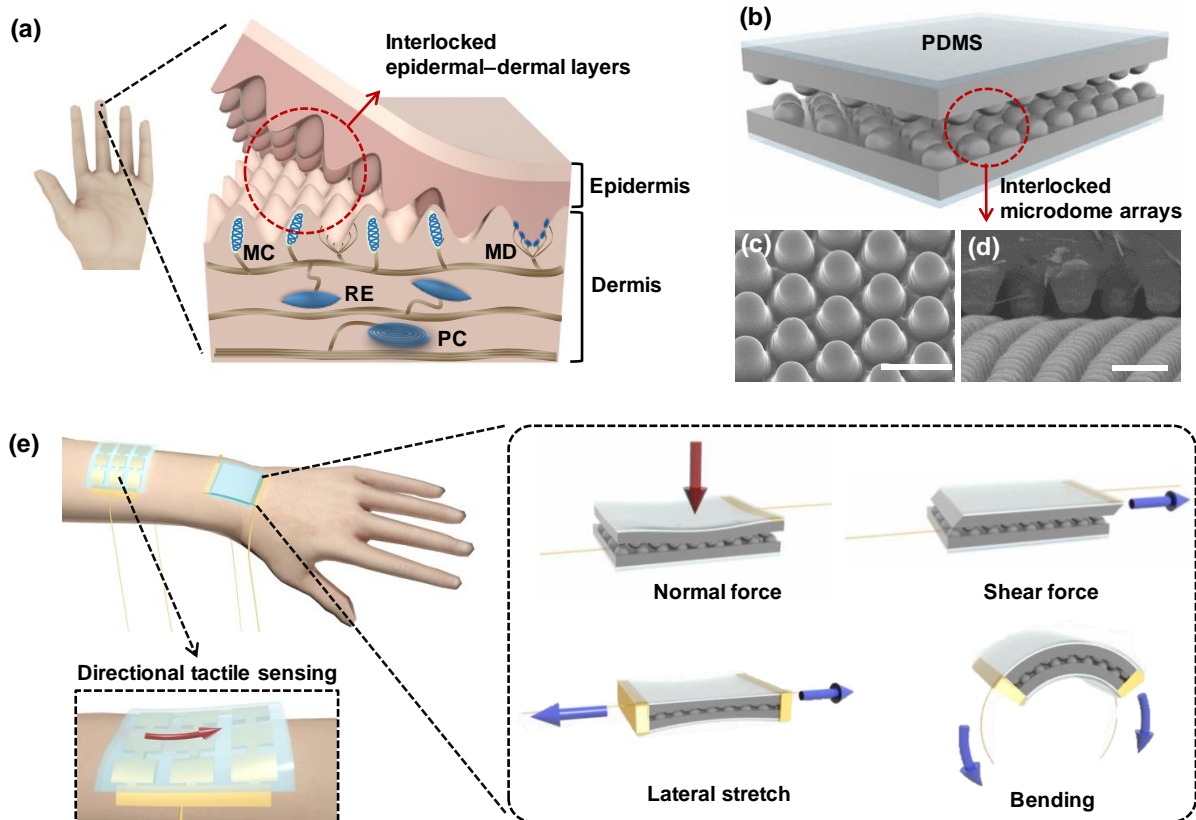 (a)
Interlocked
epidermal–dermal layers
Epidermis
Dermis
MC
MD
RE
PC
(b)
PDMS
Interlocked
microdome arrays
(c)
(d)
(e)
Directional tactile sensing
Normal force
Shear force
Lateral stretch
Bending